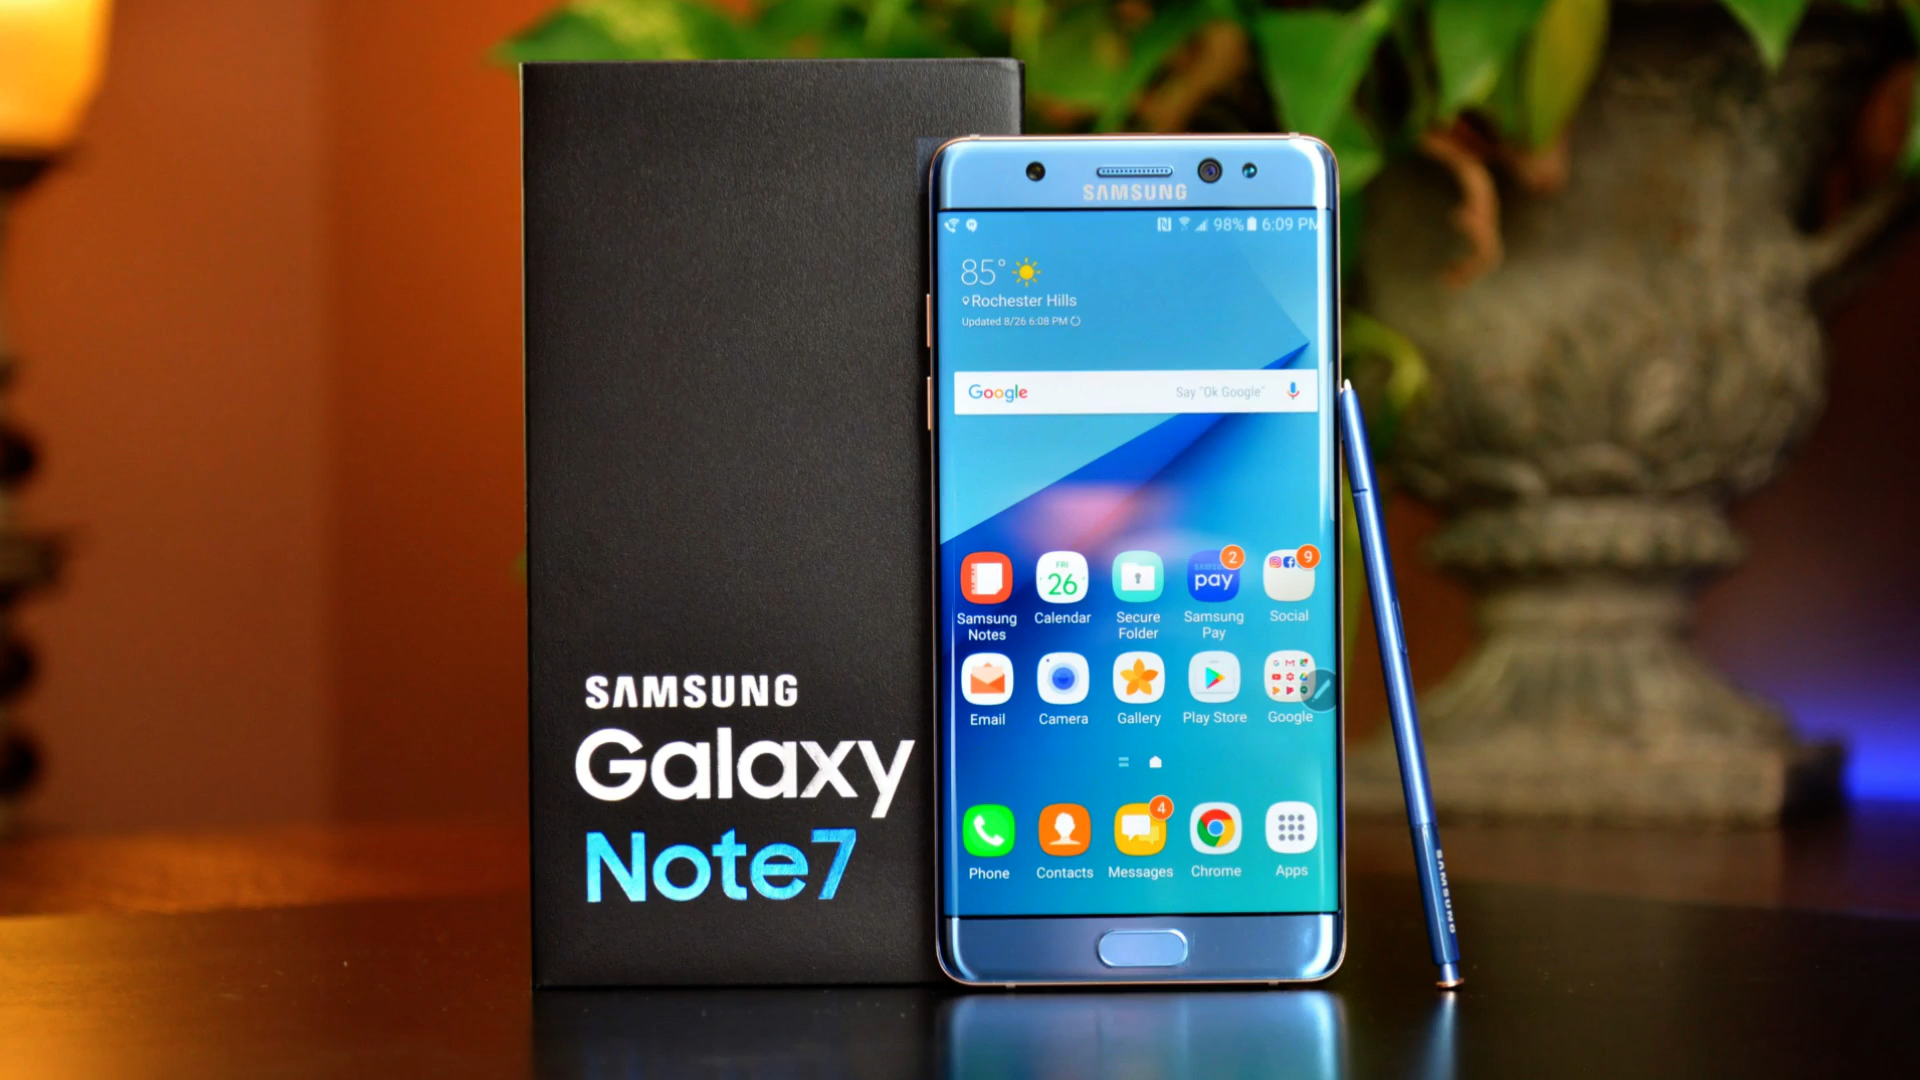 SAMSUNG
Galaxy
Note7
SAMSUNG
98% 6:09 PM
85°
Rochester Hills
Updated 8/26 6:08 PM
Google Say "Ok Google"
FRI
26
SAMSUNG
pay
2
9
Samsung Notes
Calendar
Secure Folder
Samsung Pay
Social
Email
Camera
Gallery
Play Store
Google
4
Phone
Contacts
Messages
Chrome
Apps
SAMSUNG